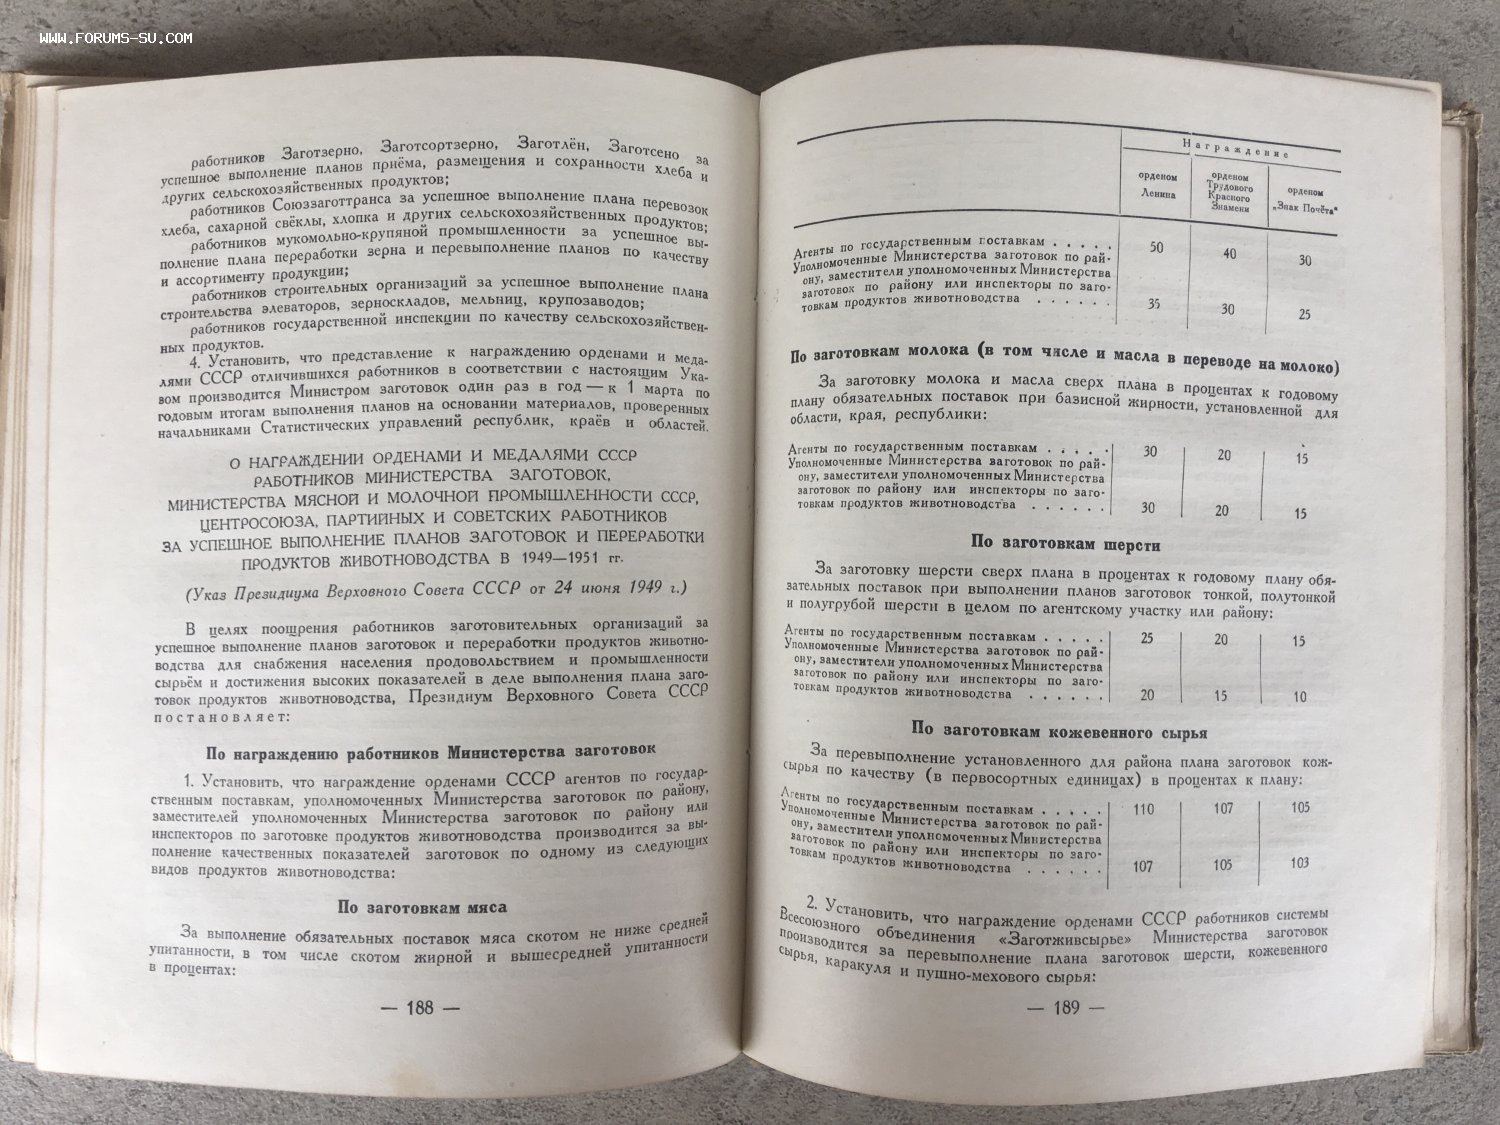 WWW.FORUMS-SU.COM
работников Заготзерно, Заготсортзерно, Заготлён, Заготсено за
успешное выполнение планов приёма, размещения и сохранности хлеба и
других сельскохозяйственных продуктов;
работников Союззаготтранса за успешное выполнение плана перевозок
хлеба, сахарной свёклы, хлопка и других сельскохозяйственных продуктов;
работников мукомольно-крупяной промышленности за успешное вы-
полнение плана переработки зерна и перевыполнение планов по качеству
и ассортименту продукции;
работников строительных организаций за успешное выполнение плана
строительства элеваторов, зерноскладов, мельниц, крупозаводов;
работников государственной инспекции по качеству сельскохозяйствен-
ных продуктов.
4. Установить, что представление к награждению орденами и меда-
лями СССР отличившихся работников в соответствии с настоящим Ука-
зом производится Министром заготовок один раз в год — к 1 марта по
годовым итогам выполнения планов на основании материалов, проверенных
начальниками Статистических управлений республик, краёв и областей.
О НАГРАЖДЕНИИ ОРДЕНАМИ И МЕДАЛЯМИ СССР
РАБОТНИКОВ МИНИСТЕРСТВА ЗАГОТОВОК,
МИНИСТЕРСТВА МЯСНОЙ И МОЛОЧНОЙ ПРОМЫШЛЕННОСТИ СССР,
ЦЕНТРОСОЮЗА, ПАРТИЙНЫХ И СОВЕТСКИХ РАБОТНИКОВ
ЗА УСПЕШНОЕ ВЫПОЛНЕНИЕ ПЛАНОВ ЗАГОТОВОК И ПЕРЕРАБОТКИ
ПРОДУКТОВ ЖИВОТНОВОДСТВА В 1949—1951 гг.
(Указ Президиума Верховного Совета СССР от 24 июня 1949 г.)
В целях поощрения работников заготовительных организаций за
успешное выполнение планов заготовок и переработки продуктов животно-
водства для снабжения населения продовольствием и промышленности
сырьём и достижения высоких показателей в деле выполнения плана заго-
товок продуктов животноводства, Президиум Верховного Совета СССР
постановляет:
По награждению работников Министерства заготовок
1. Установить, что награждение орденами СССР агентов по государ-
ственным поставкам, уполномоченных Министерства заготовок по району,
заместителей уполномоченных Министерства заготовок по району или
инспекторов по заготовке продуктов животноводства производится за вы-
полнение качественных показателей заготовок по одному из следующих
видов продуктов животноводства:
По заготовкам мяса
За выполнение обязательных поставок мяса скотом не ниже средней
упитанности, в том числе скотом жирной и вышесредней упитанности
в процентах:
— 188 —
Награждение
орденом Ленина | орденом Трудового Красного Знамени | орденом „Знак Почёта“
Агенты по государственным поставкам . . . . . 50 40 30
Уполномоченные Министерства заготовок по рай-
ону, заместители уполномоченных Министерства
заготовок по району или инспекторы по заго-
товкам продуктов животноводства . . . . . . 35 30 25
По заготовкам молока (в том числе и масла в переводе на молоко)
За заготовку молока и масла сверх плана в процентах к годовому
плану обязательных поставок при базисной жирности, установленной для
области, края, республики:
Агенты по государственным поставкам . . . . . 30 20 15
Уполномоченные Министерства заготовок по рай-
ону, заместители уполномоченных Министерства
заготовок по району или инспекторы по заго-
товкам продуктов животноводства . . . . . . 30 20 15
По заготовкам шерсти
За заготовку шерсти сверх плана в процентах к годовому плану обя-
зательных поставок при выполнении планов заготовок тонкой, полутонкой
и полугрубой шерсти в целом по агентскому участку или району:
Агенты по государственным поставкам . . . . . 25 20 15
Уполномоченные Министерства заготовок по рай-
ону, заместители уполномоченных Министерства
заготовок по району или инспекторы по заго-
товкам продуктов животноводства . . . . . . 20 15 10
По заготовкам кожевенного сырья
За перевыполнение установленного для района плана заготовок кож-
сырья по качеству (в первосортных единицах) в процентах к плану:
Агенты по государственным поставкам . . . . . 110 107 105
Уполномоченные Министерства заготовок по рай-
ону, заместители уполномоченных Министерства
заготовок по району или инспекторы по заго-
товкам продуктов животноводства . . . . . . 107 105 103
2. Установить, что награждение орденами СССР работников системы
Всесоюзного объединения «Заготживсырье» Министерства заготовок
производится за перевыполнение плана заготовок шерсти, кожевенного
сырья, каракуля и пушно-мехового сырья:
— 189 —